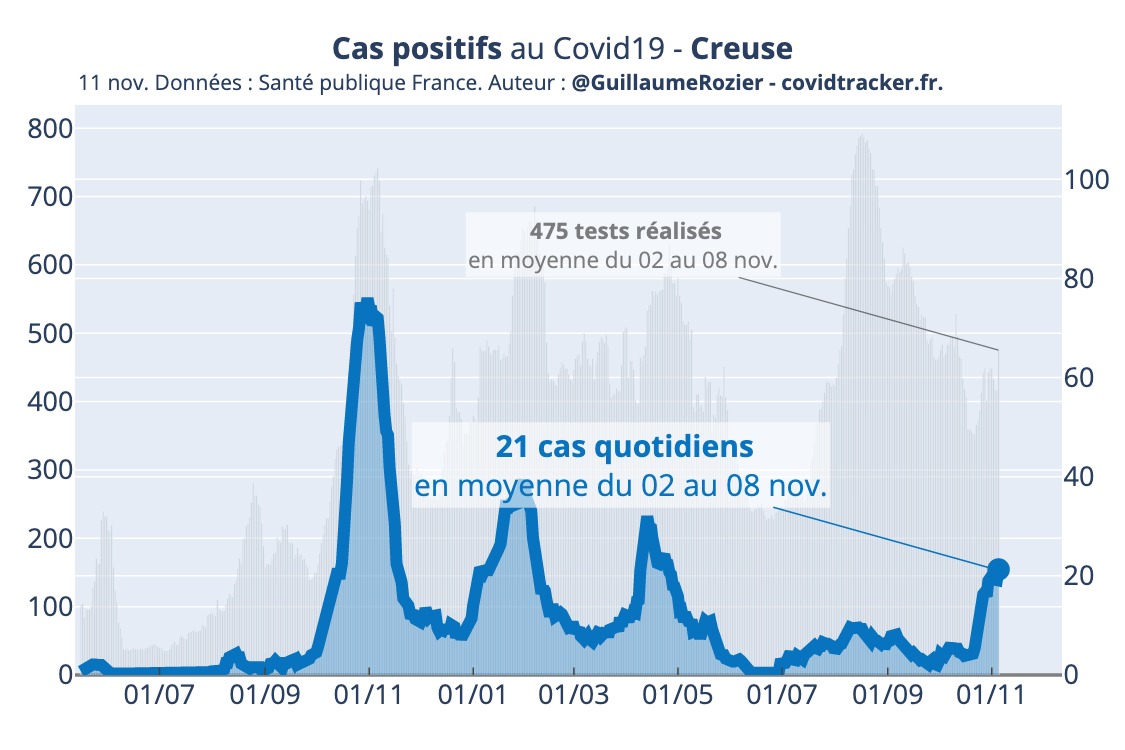 Cas positifs au Covid19 - Creuse
11 nov. Données : Santé publique France. Auteur : @GuillaumeRozier - covidtracker.fr.
800
700
600
500
400
300
200
100
0
100
80
60
40
20
0
475 tests réalisés
en moyenne du 02 au 08 nov.
21 cas quotidiens
en moyenne du 02 au 08 nov.
01/07 01/09 01/11 01/01 01/03 01/05 01/07 01/09 01/11